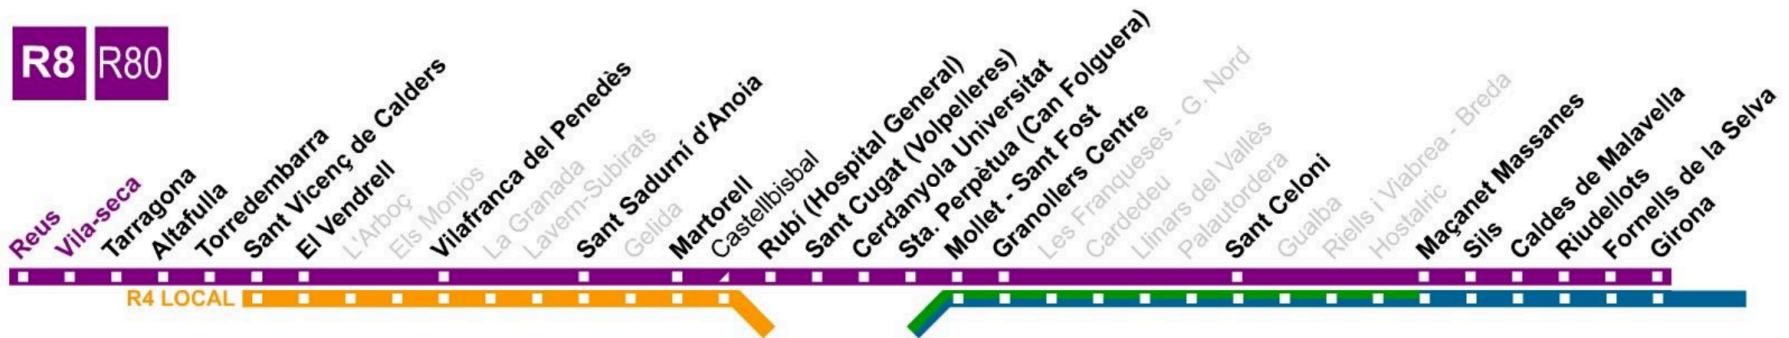 R8 R80
Reus
Vila-seca
Tarragona
Altafulla
Torredembarra
Sant Vicenç de Calders
El Vendrell
L'Arboç
Els Monjos
Vilafranca del Penedès
La Granada
Lavern-Subirats
Sant Sadurní d'Anoia
Gelida
Martorell
Castellbisbal
Rubí (Hospital General)
Sant Cugat (Volpelleres)
Cerdanyola Universitat
Sta. Perpètua (Can Folguera)
Mollet - Sant Fost
Granollers Centre
Les Franqueses - G. Nord
Cardedeu
Llinars del Vallès
Palautordera
Sant Celoni
Gualba
Riells i Viabrea - Breda
Hostalric
Maçanet Massanes
Sils
Caldes de Malavella
Riudellots
Fornells de la Selva
Girona
R4 LOCAL